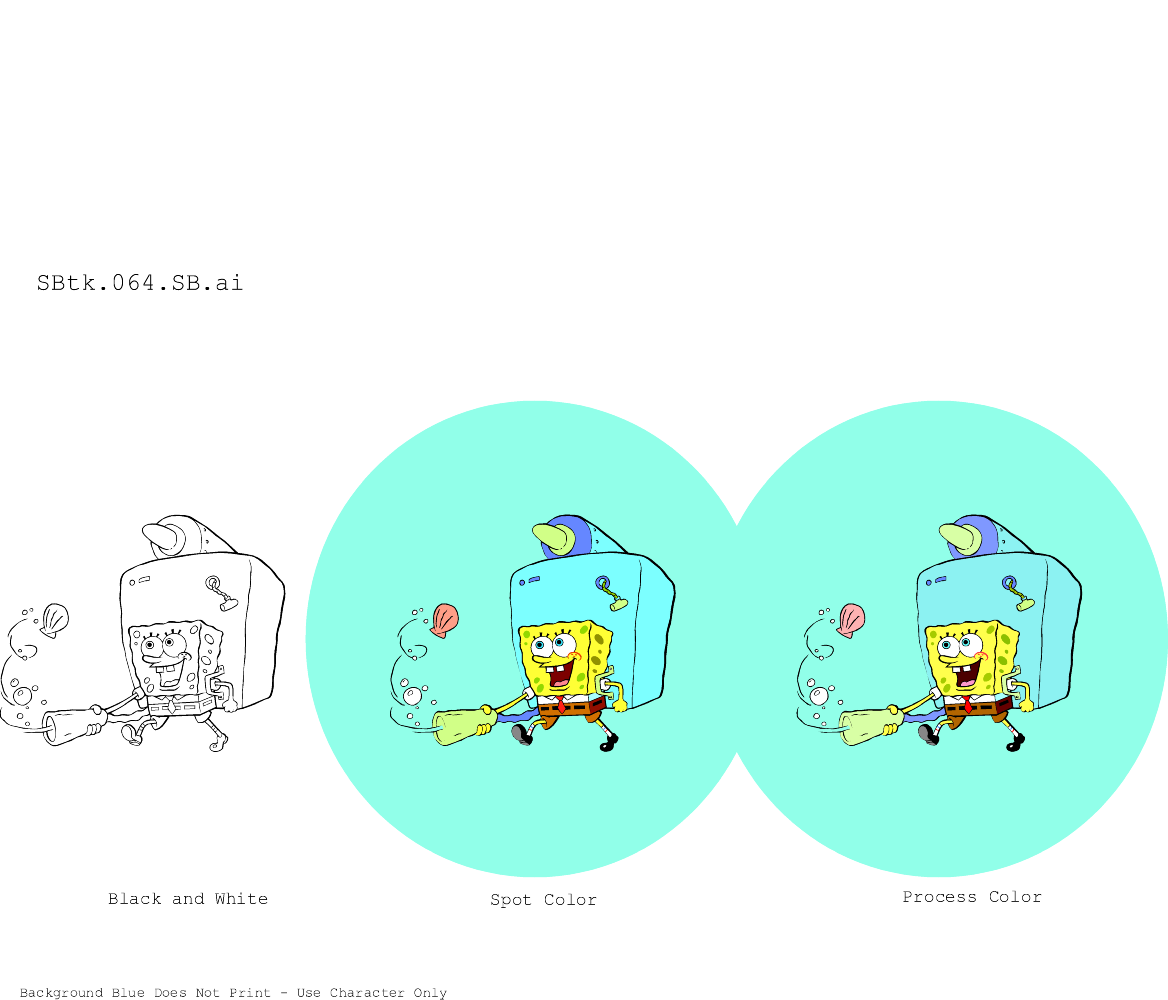 SBtk.064.SB.ai
Black and White
Spot Color
Process Color
Background Blue Does Not Print - Use Character Only